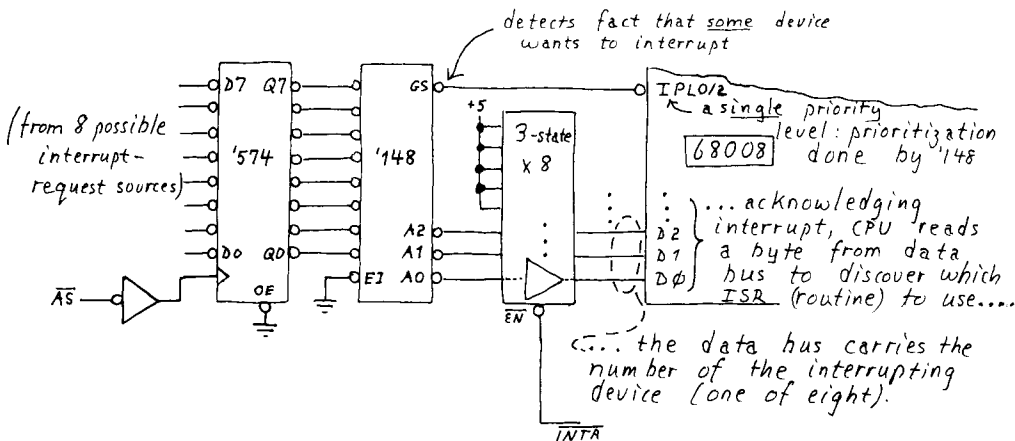 detects fact that some device
wants to interrupt
D7 Q7
GS
IPL0/2
+5
a single priority
level: prioritization
done by '148
3-state
x 8
68008
(from 8 possible
interrupt-
request sources)
'574
'148
... acknowledging
interrupt, CPU reads
a byte from data
bus to discover which
ISR (routine) to use.....
A2
D2
A1
D1
D0 Q0
EI A0
DØ
AS
OE
EN
.... the data bus carries the
number of the interrupting
device (one of eight).
INTA